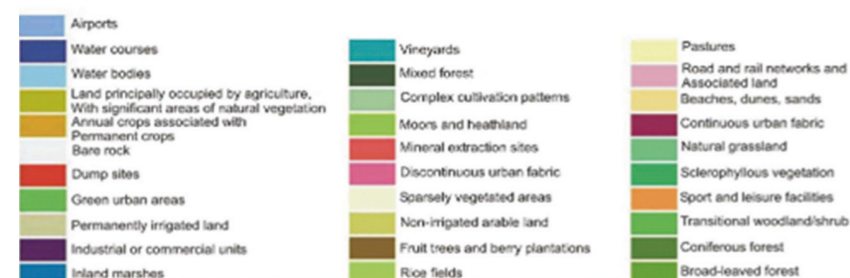 Airports
Water courses
Water bodies
Land principally occupied by agriculture,
With significant areas of natural vegetation
Annual crops associated with
Permanent crops
Bare rock
Dump sites
Green urban areas
Permanently irrigated land
Industrial or commercial units
Inland marshes
Vineyards
Mixed forest
Complex cultivation patterns
Moors and heathland
Mineral extraction sites
Discontinuous urban fabric
Sparsely vegetated areas
Non-irrigated arable land
Fruit trees and berry plantations
Rice fields
Pastures
Road and rail networks and
Associated land
Beaches, dunes, sands
Continuous urban fabric
Natural grassland
Sclerophyllous vegetation
Sport and leisure facilities
Transitional woodland/shrub
Coniferous forest
Broad-leaved forest